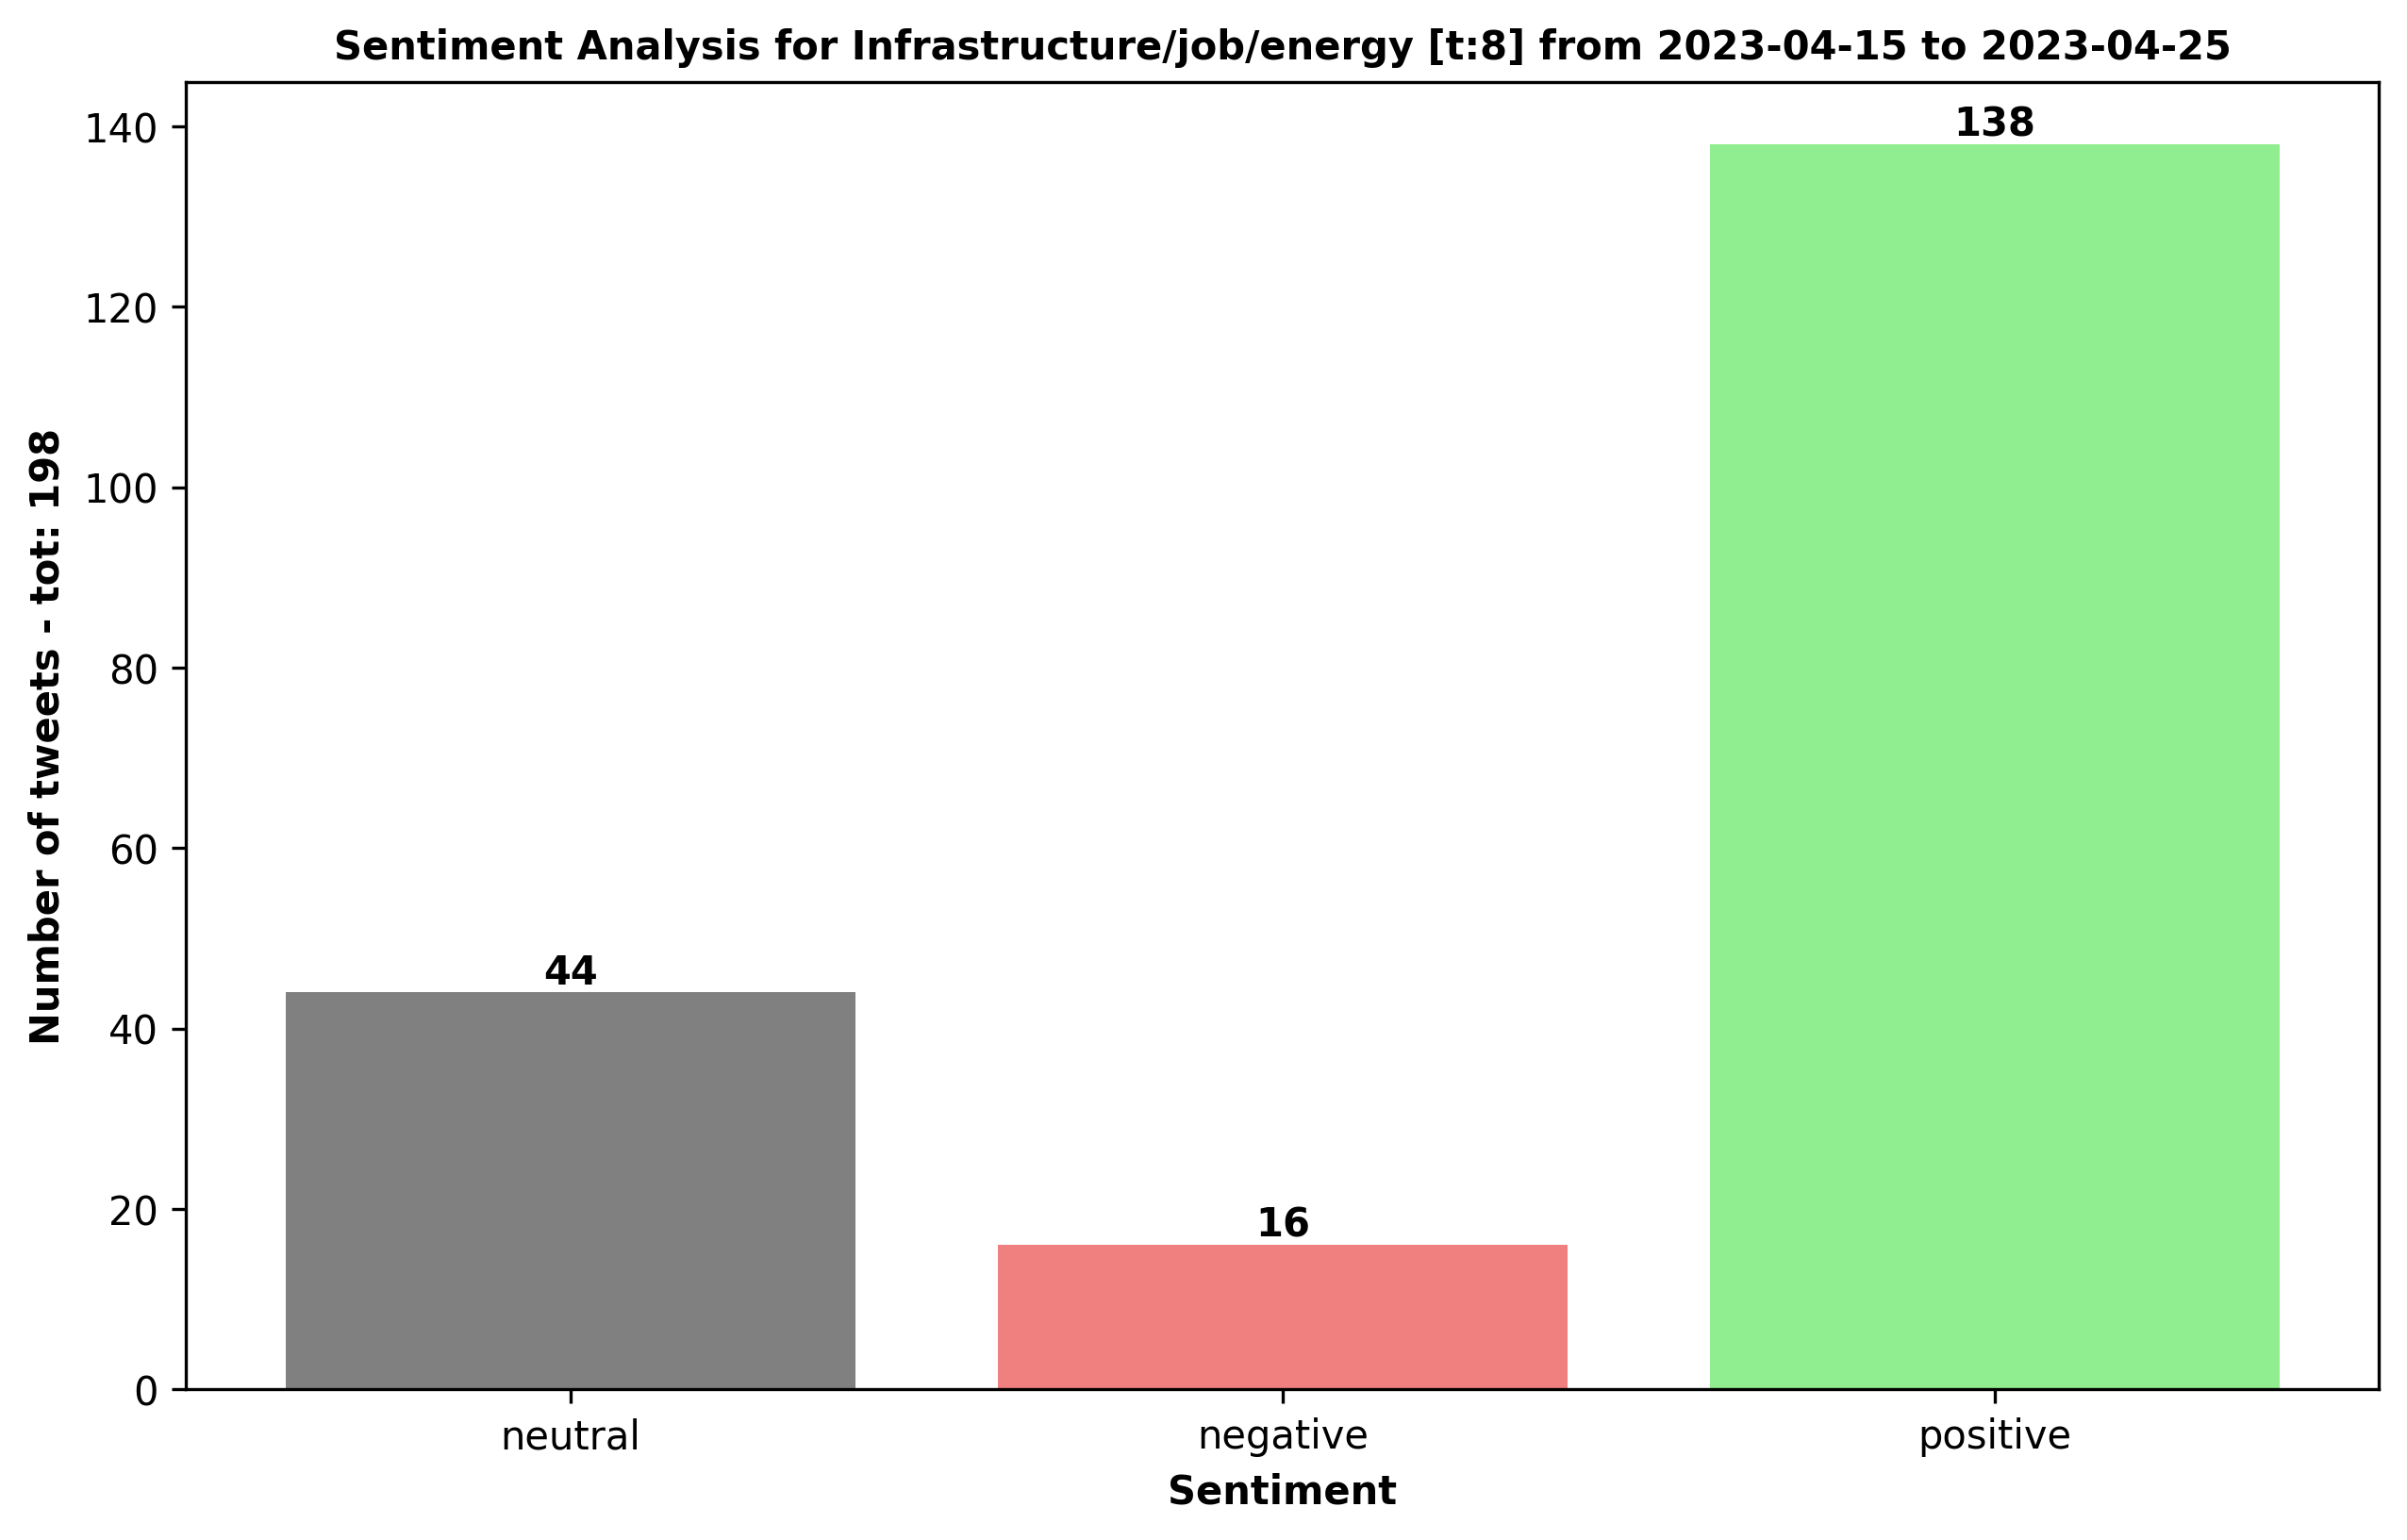 Sentiment Analysis for Infrastructure/job/energy [t:8] from 2023-04-15 to 2023-04-25
Number of tweets - tot: 198
140
120
100
80
60
40
20
0
44
16
138
neutral
negative
positive
Sentiment